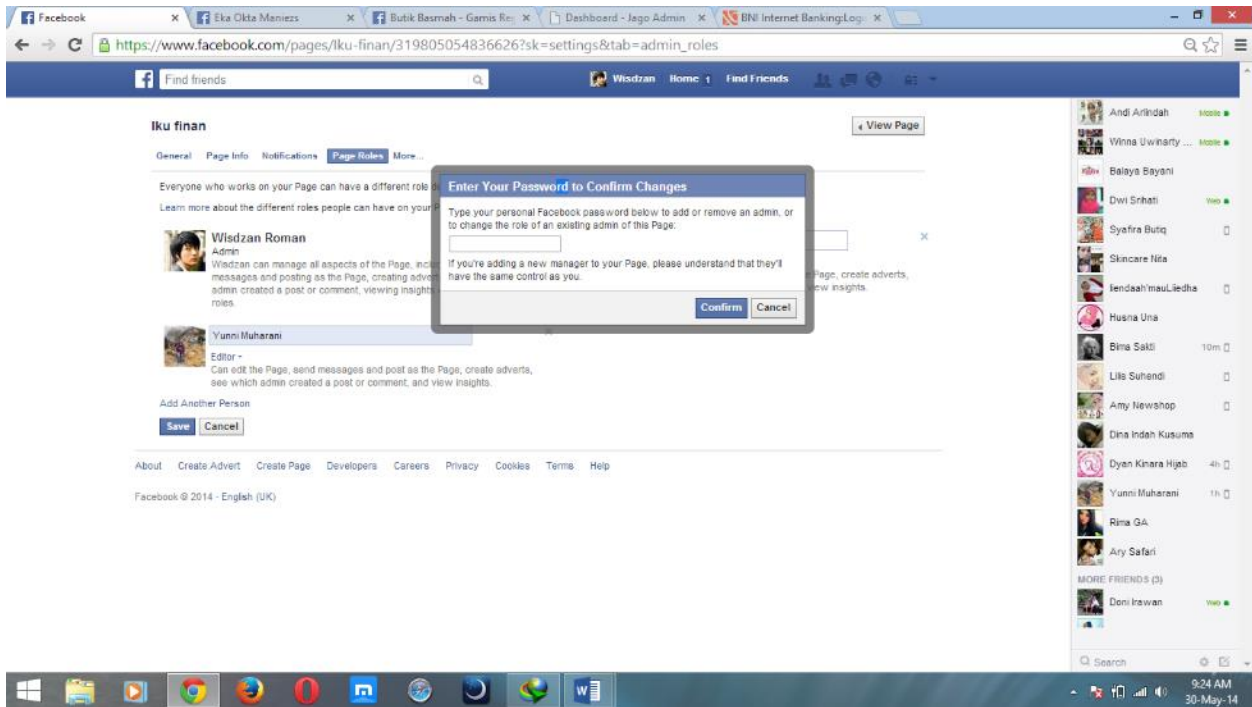 Facebook
Eka Okta Maniezs
Butik Basmah - Gamis Re
Dashboard - Jago Admin
BNI Internet Banking:Log
https://www.facebook.com/pages/Iku-finan/319805054836626?sk=settings&tab=admin_roles
Find friends
Wisdzan Home 1 Find Friends
Iku finan
View Page
General Page Info Notifications Page Roles More...
Everyone who works on your Page can have a different role
Learn more about the different roles people can have on your
Wisdzan Roman
Admin
Wisdzan can manage all aspects of the Page,
messages and posting as the Page, creating
admin created a post or comment, viewing insights
roles.
Enter Your Password to Confirm Changes
Type your personal Facebook password below to add or remove an admin, or
to change the role of an existing admin of this Page:
If you're adding a new manager to your Page, please understand that they'll
have the same control as you.
Confirm Cancel
Page, create adverts,
view insights.
Yunni Muharani
Editor
Can edit the Page, send messages and post as the Page, create adverts,
see which admin created a post or comment, and view insights.
Add Another Person
Save Cancel
About Create Advert Create Page Developers Careers Privacy Cookies Terms Help
Facebook © 2014 · English (UK)
Andi Arlindah Mobile
Winna Uwinarty ... Mobile
Balaya Bayani
Dwi Srihati Web
Syafira Butiq
Skincare Nita
Husna Una
Bima Sakti 10m
Lilis Suhendi
Amy Newshop
Dina Indah Kusuma
Dyan Kinara Hijab 4h
Yunni Muharani 1h
Rima GA
Ary Safari
MORE FRIENDS (3)
Doni Irawan Web
Search
9:24 AM
30-May-14